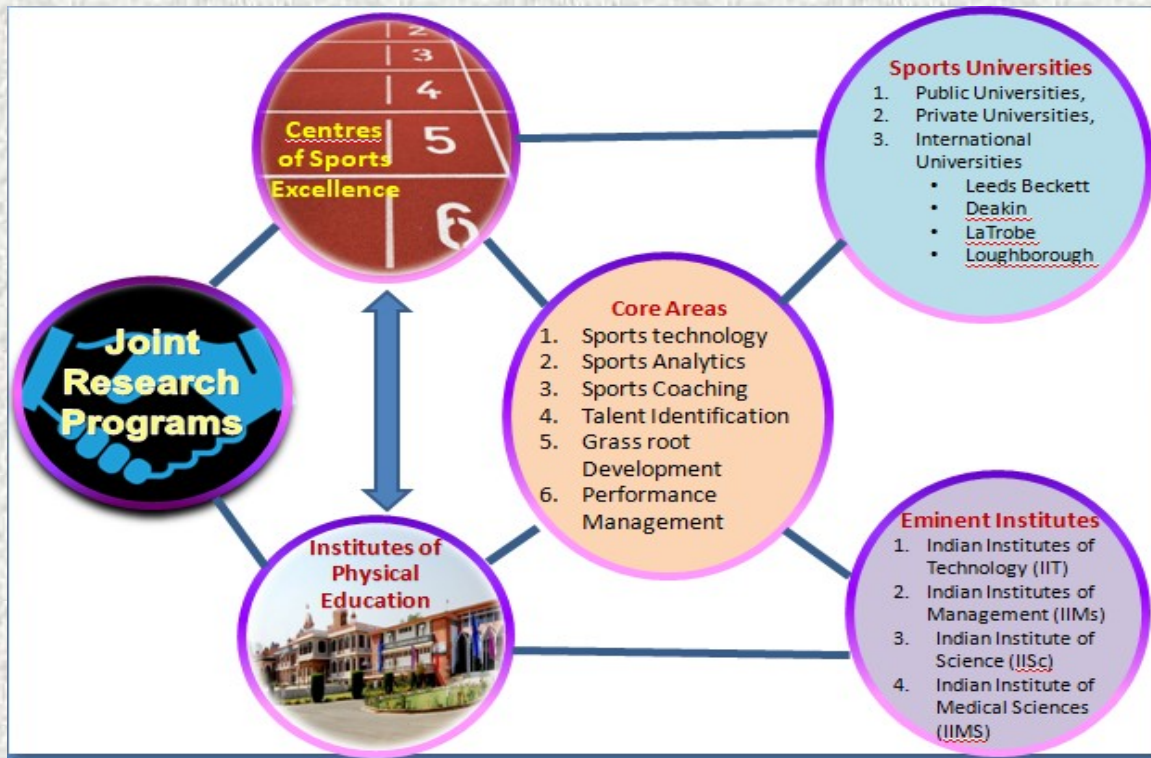 2
3
4
5
6
Centres
of Sports
Excellence
Sports Universities
1. Public Universities,
2. Private Universities,
3. International
Universities
• Leeds Beckett
• Deakin
• LaTrobe
• Loughborough
Joint
Research
Programs
Core Areas
1. Sports technology
2. Sports Analytics
3. Sports Coaching
4. Talent Identification
5. Grass root
Development
6. Performance
Management
Institutes of
Physical
Education
Eminent Institutes
1. Indian Institutes of
Technology (IIT)
2. Indian Institutes of
Management (IIMs)
3. Indian Institute of
Science (IISc)
4. Indian Institute of
Medical Sciences
(IIMS)